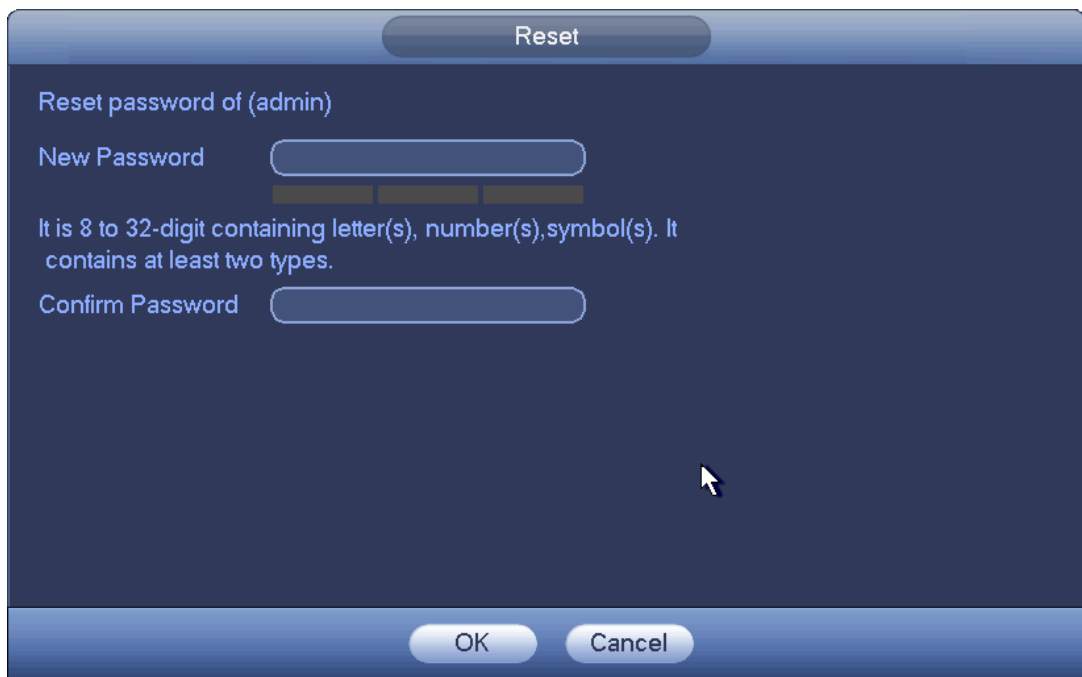 Reset
Reset password of (admin)
New Password
It is 8 to 32-digit containing letter(s), number(s),symbol(s). It
contains at least two types.
Confirm Password
OK Cancel